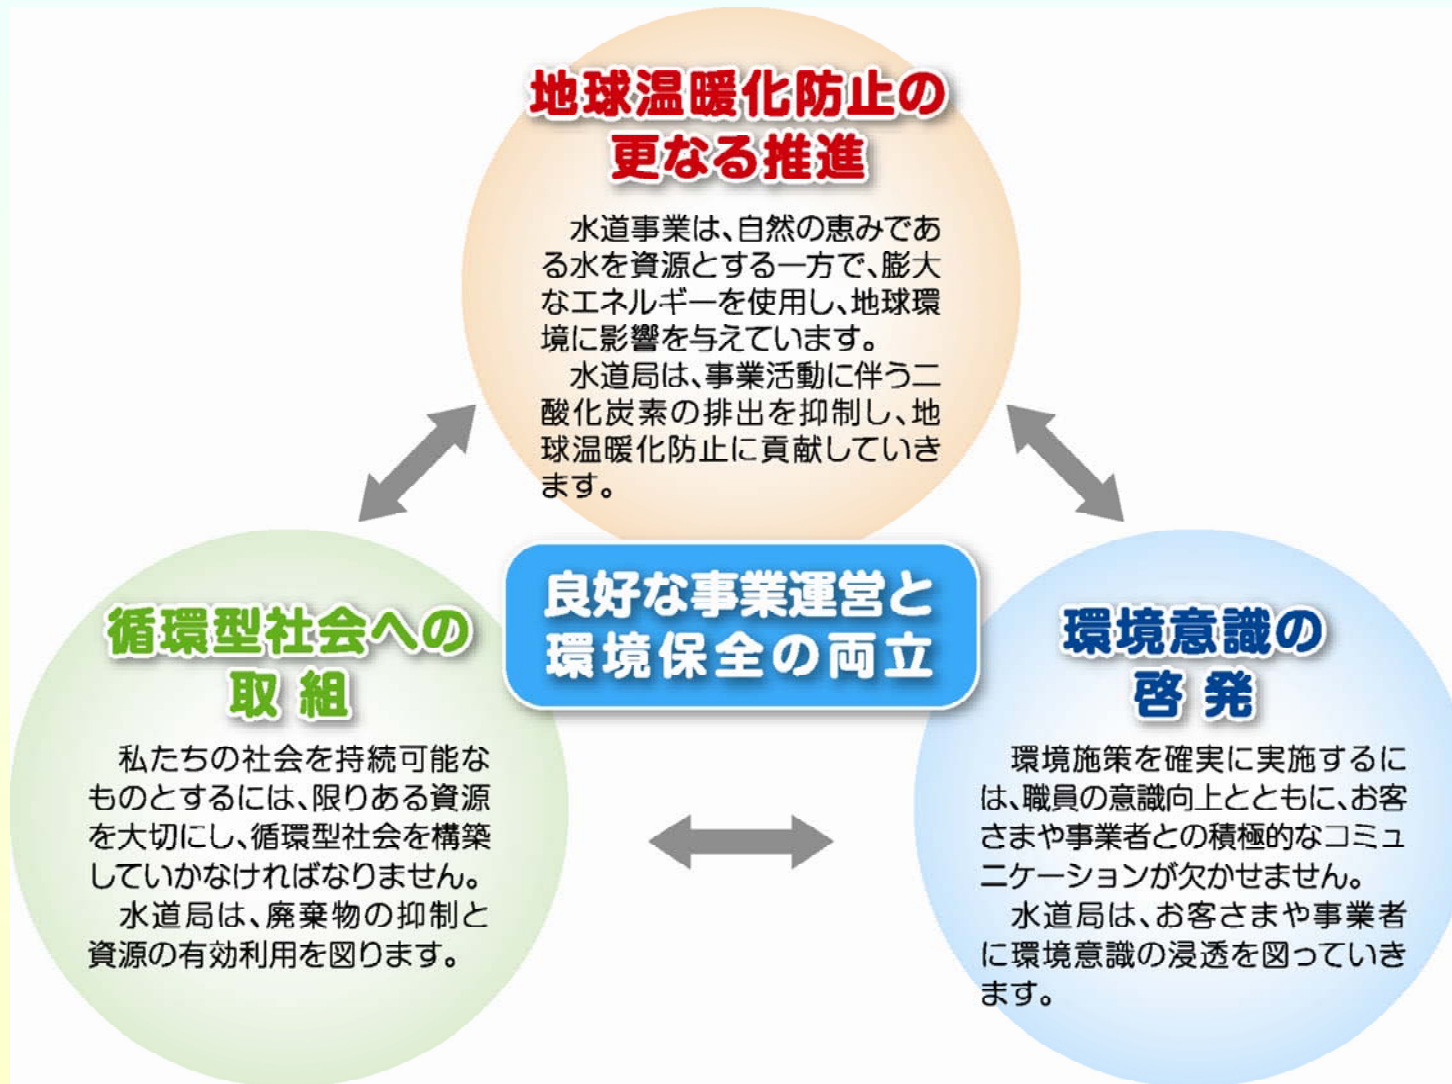 地球温暖化防止の
更なる推進
水道事業は、自然の恵みであ
る水を資源とする一方で、膨大
なエネルギーを使用し、地球環
境に影響を与えています。
水道局は、事業活動に伴う二
酸化炭素の排出を抑制し、地
球温暖化防止に貢献していき
ます。
良好な事業運営と
環境保全の両立
循環型社会への
取組
私たちの社会を持続可能な
ものとするには、限りある資源
を大切にし、循環型社会を構築
していかなければなりません。
水道局は、廃棄物の抑制と
資源の有効利用を図ります。
環境意識の
啓発
環境施策を確実に実施するに
は、職員の意識向上とともに、お客
さまや事業者との積極的なコミュ
ニケーションが欠かせません。
水道局は、お客さまや事業者
に環境意識の浸透を図っていき
ます。